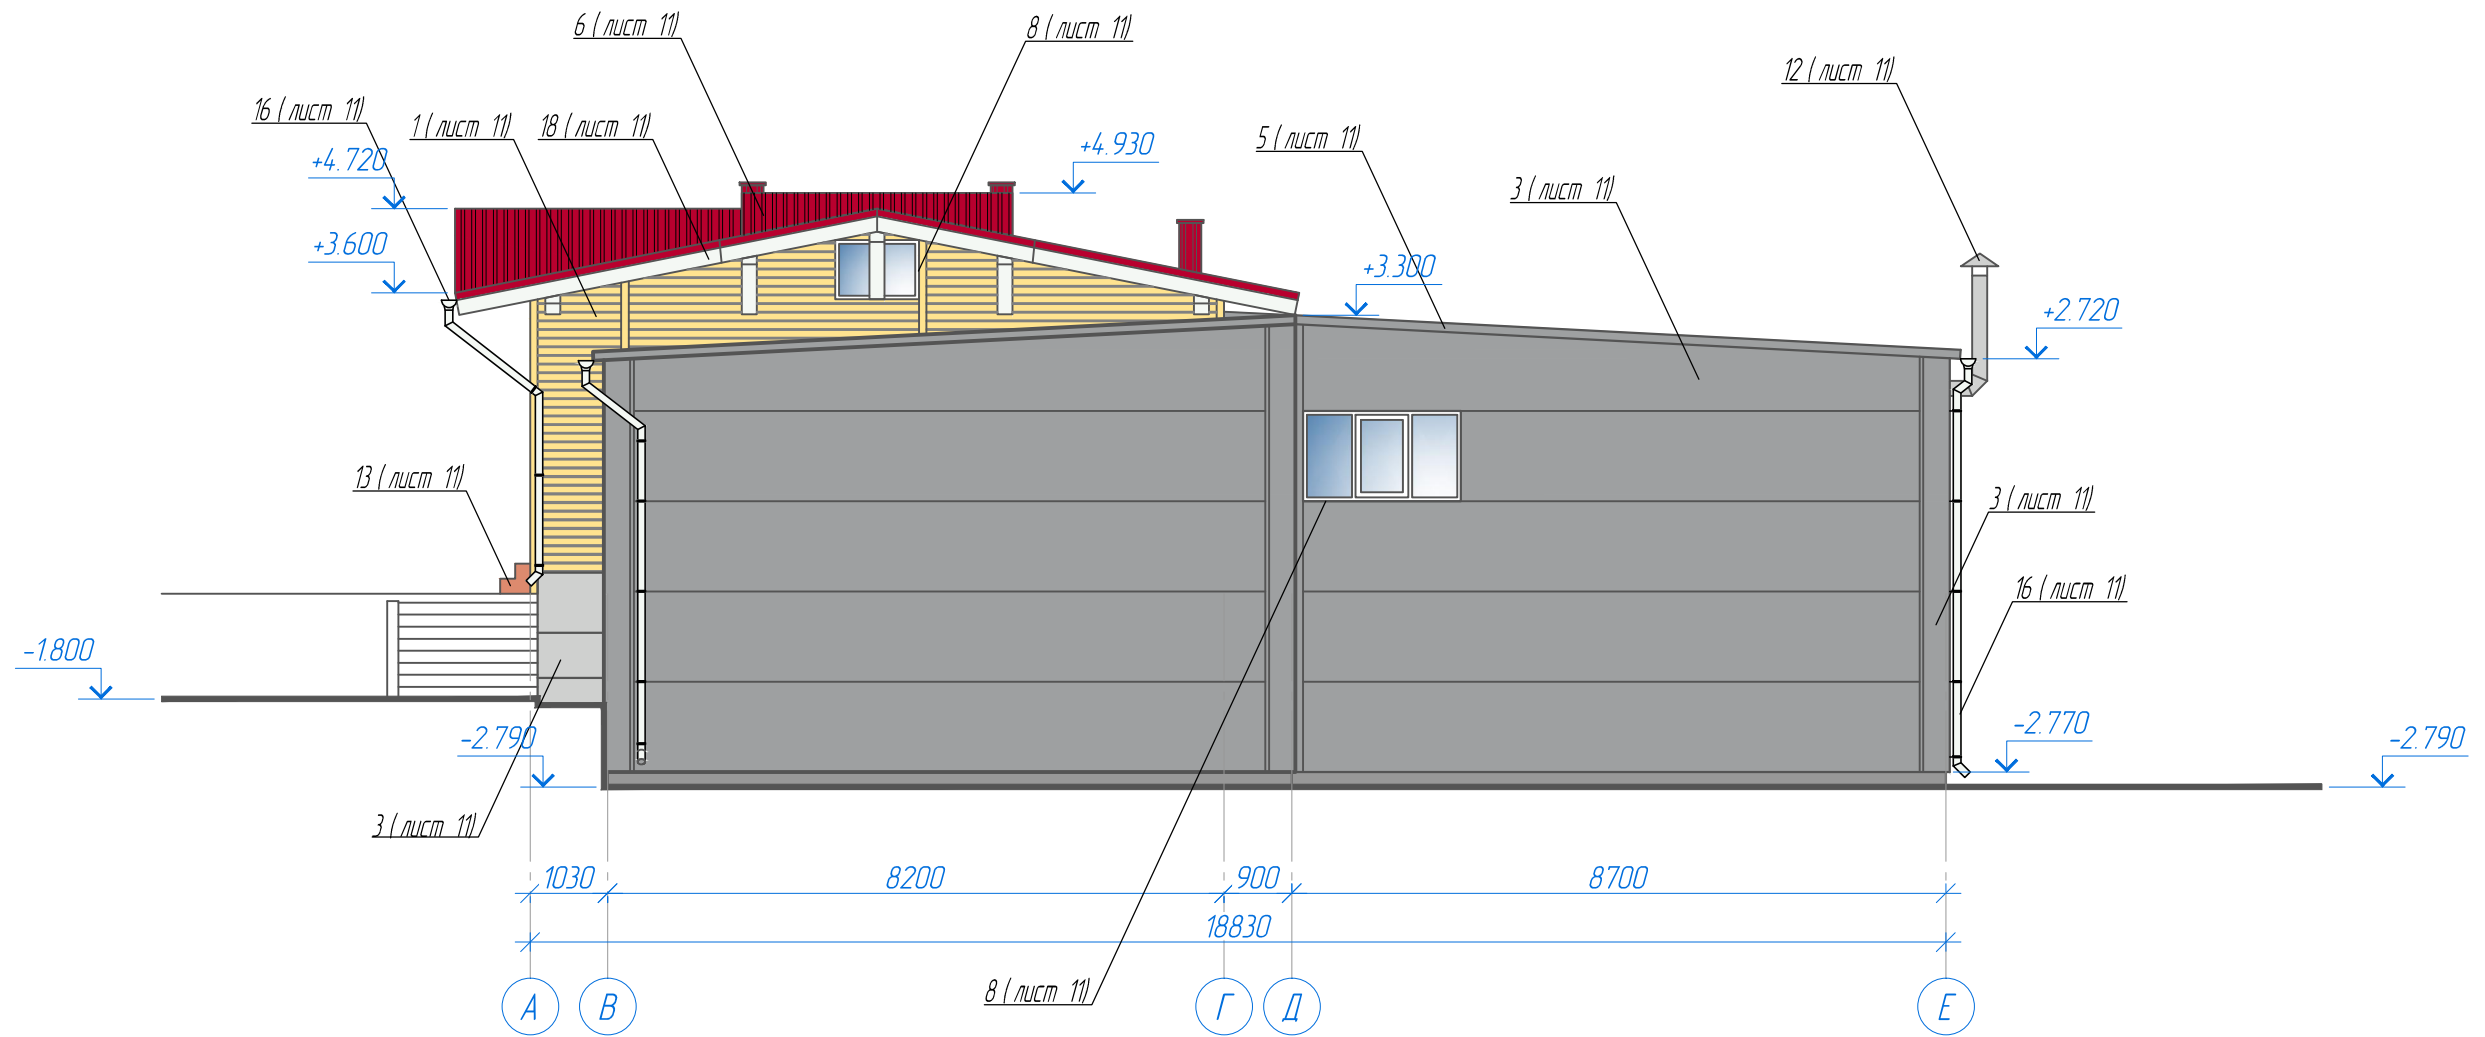 6 (лист 11)
8 (лист 11)
12 (лист 11)
16 (лист 11)
1 (лист 11)
18 (лист 11)
5 (лист 11)
+4.720
+4.930
3 (лист 11)
+3.600
+3.300
+2.720
13 (лист 11)
3 (лист 11)
16 (лист 11)
-1.800
-2.790
-2.770
-2.790
3 (лист 11)
1030
8200
900
8700
18830
8 (лист 11)
А
В
Г
Д
Е